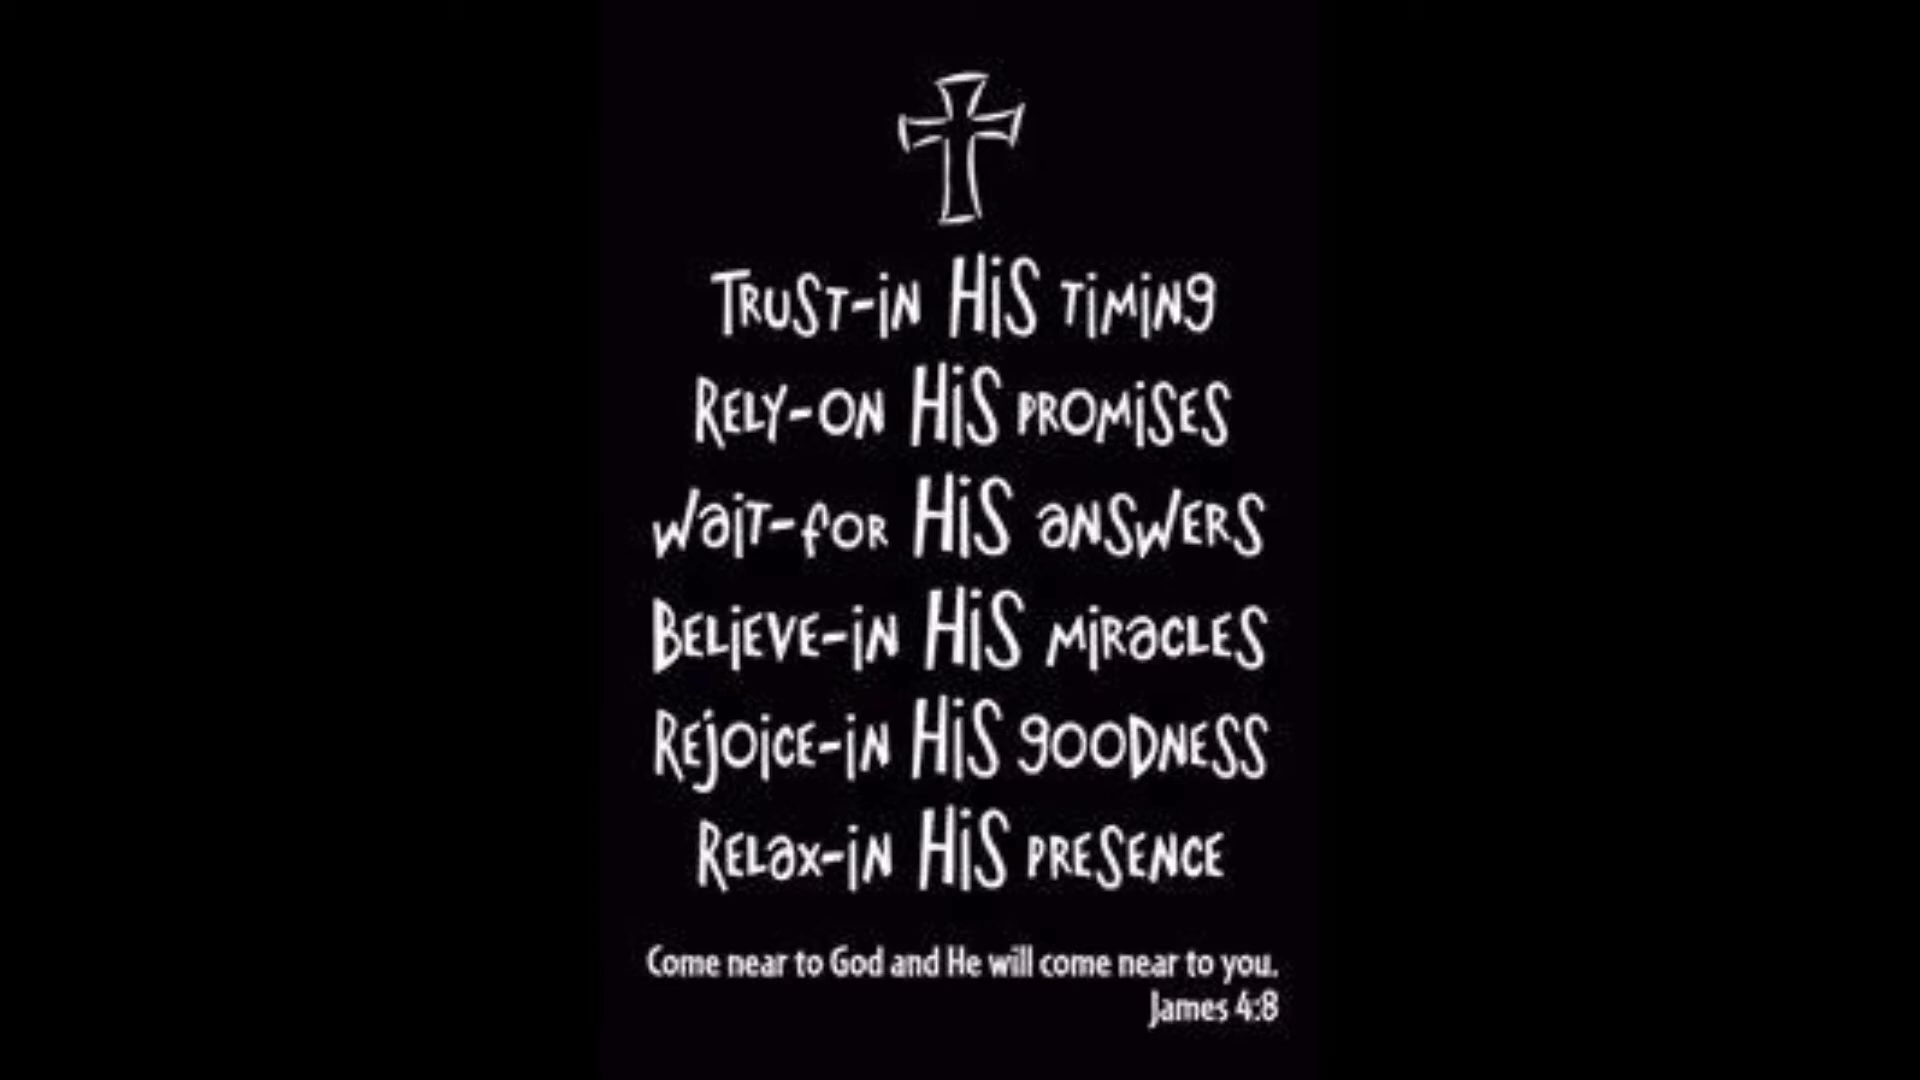 Trust-in His timing
Rely-on His promises
Wait-for His answers
Believe-in His miracles
Rejoice-in His goodness
Relax-in His presence
Come near to God and He will come near to you.
James 4:8